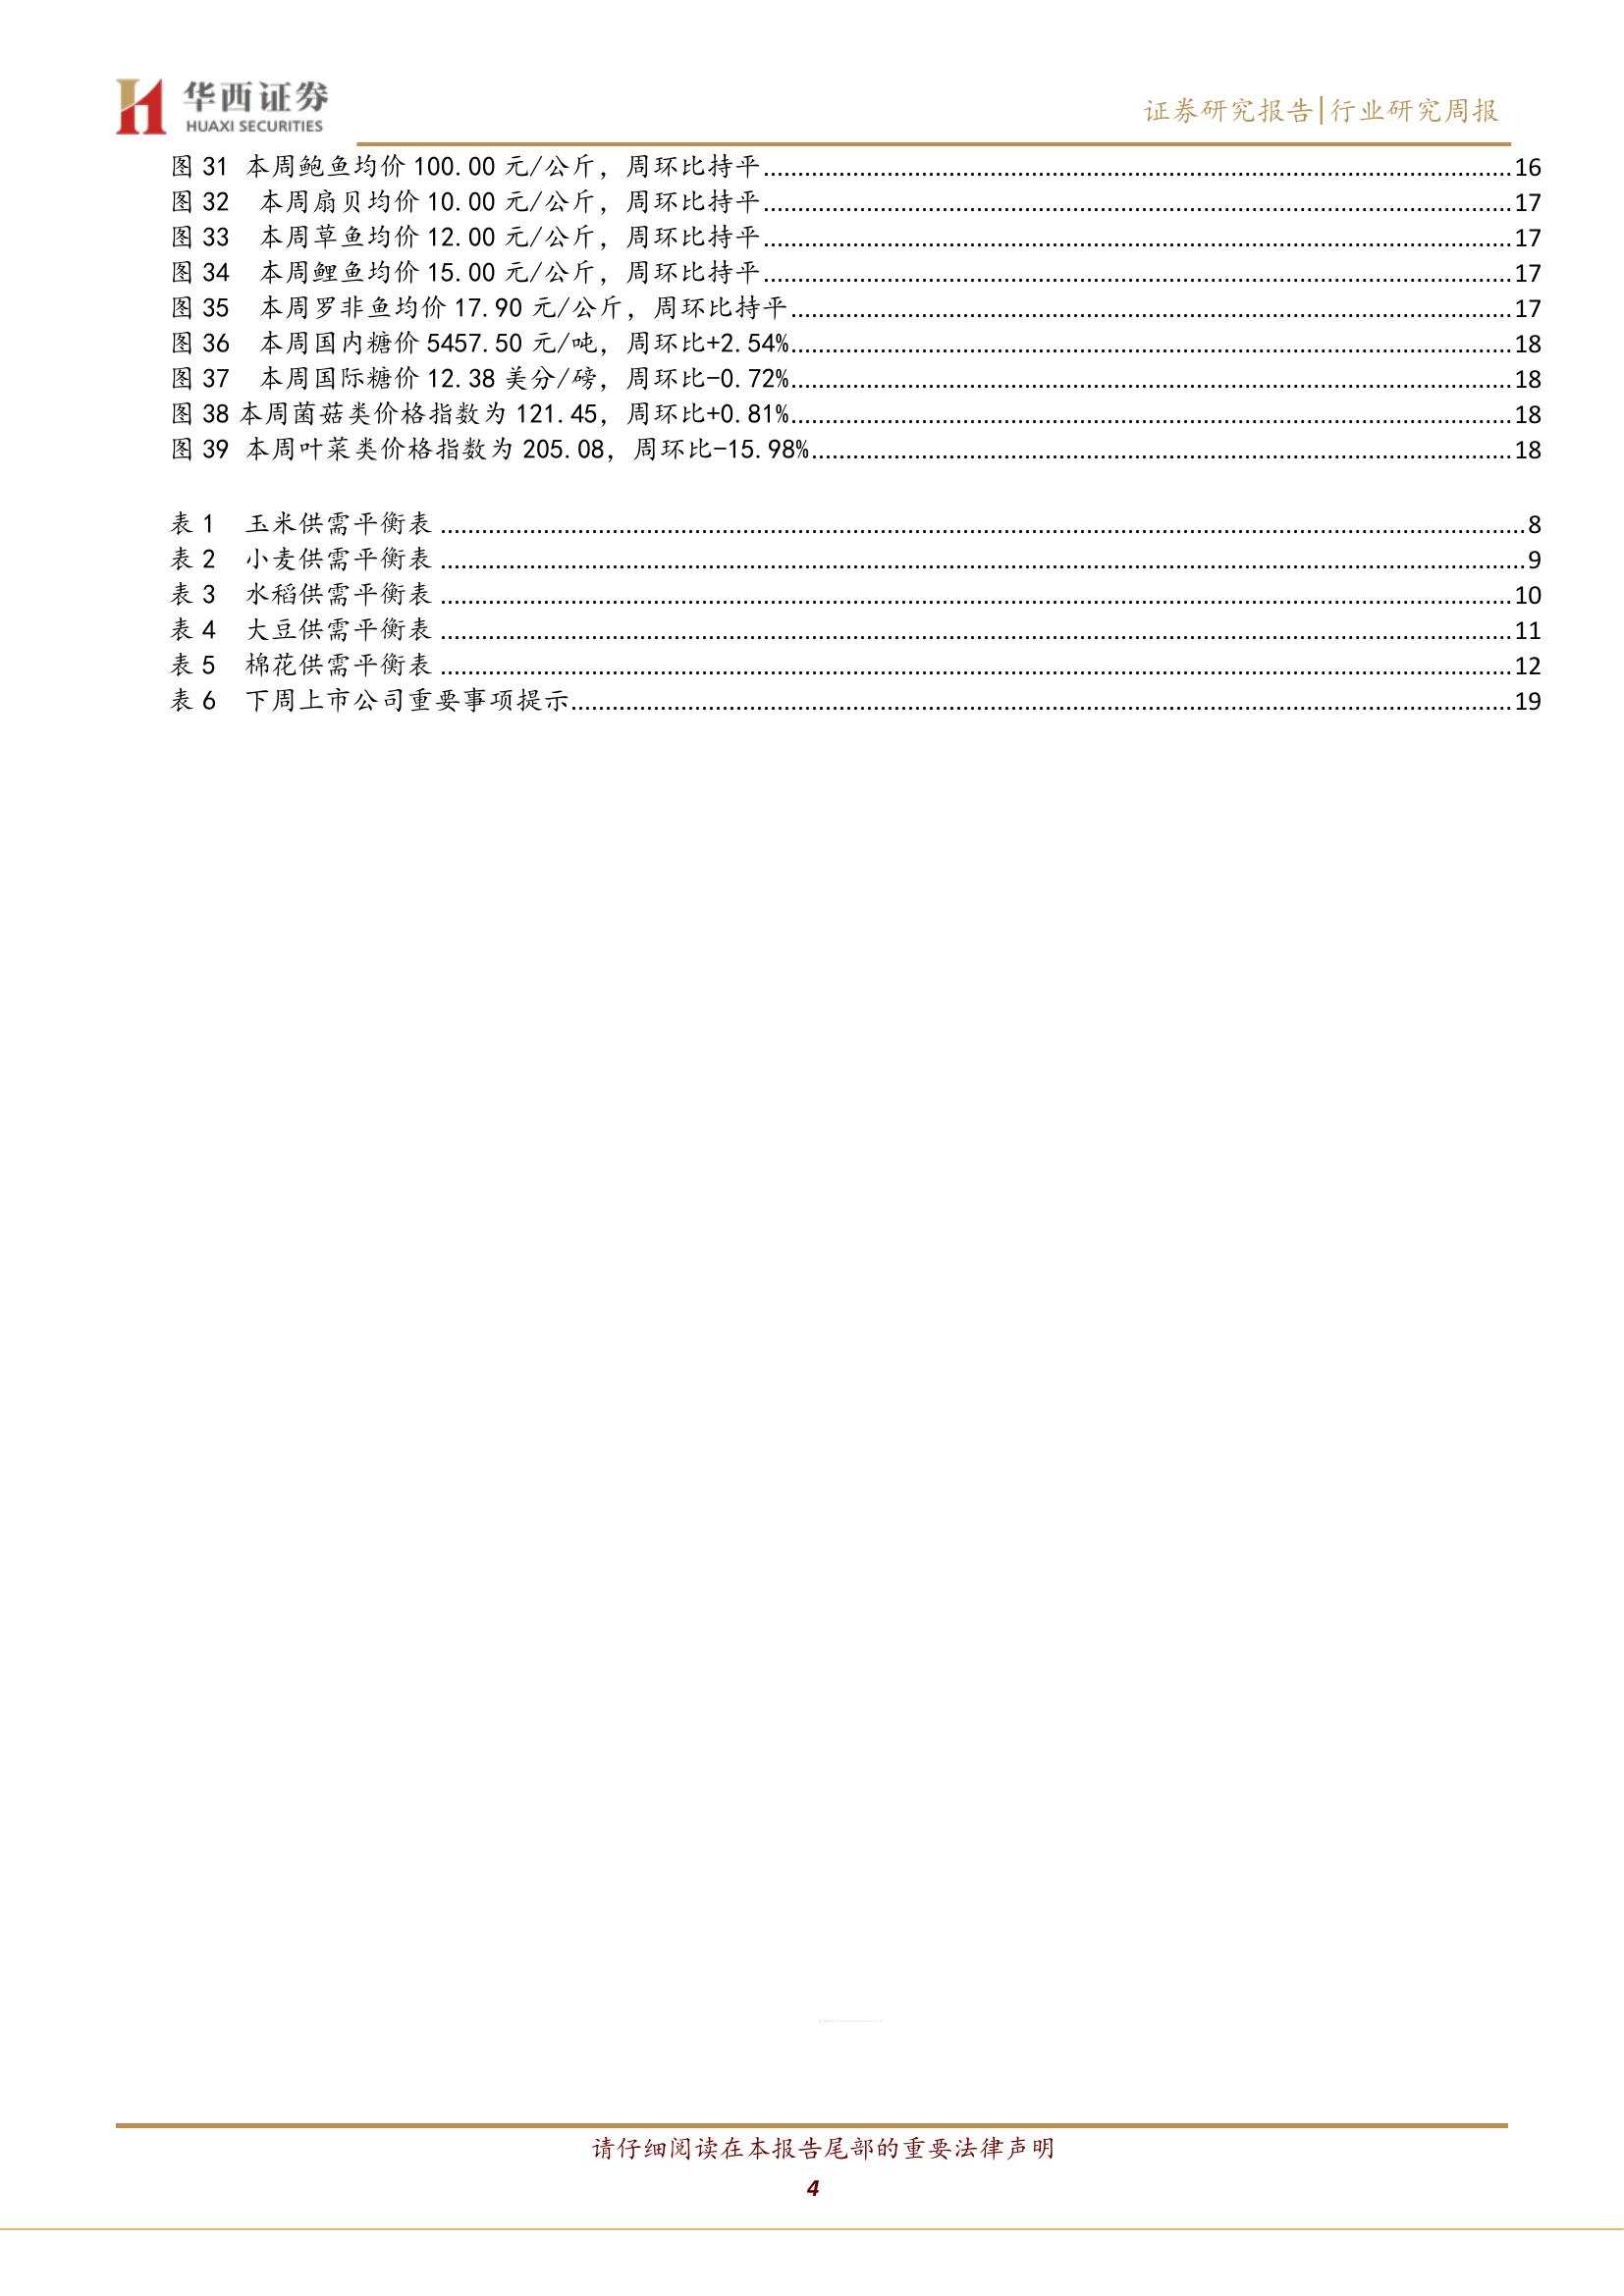 华西证券
HUAXI SECURITIES
证券研究报告|行业研究周报
图 31 本周鲍鱼均价 100.00 元/公斤，周环比持平........16
图 32 本周扇贝均价 10.00 元/公斤，周环比持平........17
图 33 本周草鱼均价 12.00 元/公斤，周环比持平........17
图 34 本周鲤鱼均价 15.00 元/公斤，周环比持平........17
图 35 本周罗非鱼均价 17.90 元/公斤，周环比持平........17
图 36 本周国内糖价 5457.50 元/吨，周环比+2.54%........18
图 37 本周国际糖价 12.38 美分/磅，周环比-0.72%........18
图 38 本周菌菇类价格指数为 121.45，周环比+0.81%........18
图 39 本周叶菜类价格指数为 205.08，周环比-15.98%........18
表 1 玉米供需平衡表........8
表 2 小麦供需平衡表........9
表 3 水稻供需平衡表........10
表 4 大豆供需平衡表........11
表 5 棉花供需平衡表........12
表 6 下周上市公司重要事项提示........19
请仔细阅读在本报告尾部的重要法律声明
4